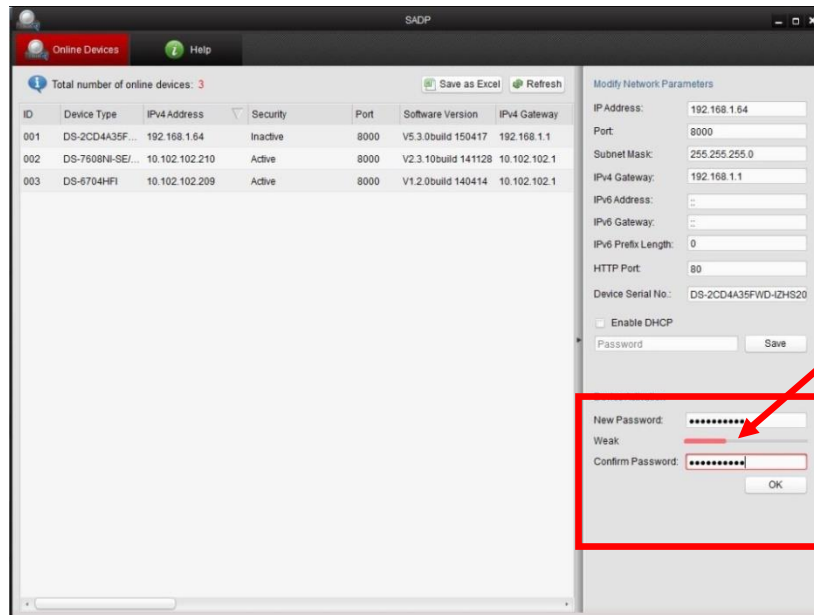 SADP
Online Devices
Help
Total number of online devices: 3
Save as Excel
Refresh
ID Device Type IPv4 Address Security Port Software Version IPv4 Gateway
001 DS-2CD4A35F... 192.168.1.64 Inactive 8000 V5.3.0build 150417 192.168.1.1
002 DS-7608NI-SE/... 10.102.102.210 Active 8000 V2.3.10build 141128 10.102.102.1
003 DS-6704HFI 10.102.102.209 Active 8000 V1.2.0build 140414 10.102.102.1
Modify Network Parameters
IP Address: 192.168.1.64
Port: 8000
Subnet Mask: 255.255.255.0
IPv4 Gateway: 192.168.1.1
IPv6 Address: ::
IPv6 Gateway: ::
IPv6 Prefix Length: 0
HTTP Port: 80
Device Serial No.: DS-2CD4A35FWD-IZHS20
Enable DHCP
Password
Save
New Password: ••••••••••
Weak
Confirm Password: ••••••••••
OK